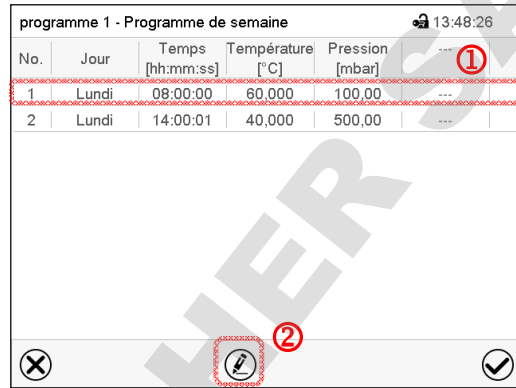 programme 1 - Programme de semaine 13:48:26
No. Jour Temps [hh:mm:ss] Température [°C] Pression [mbar] ---
1
1 Lundi 08:00:00 60,000 100,00 ---
2 Lundi 14:00:01 40,000 500,00 ---
2